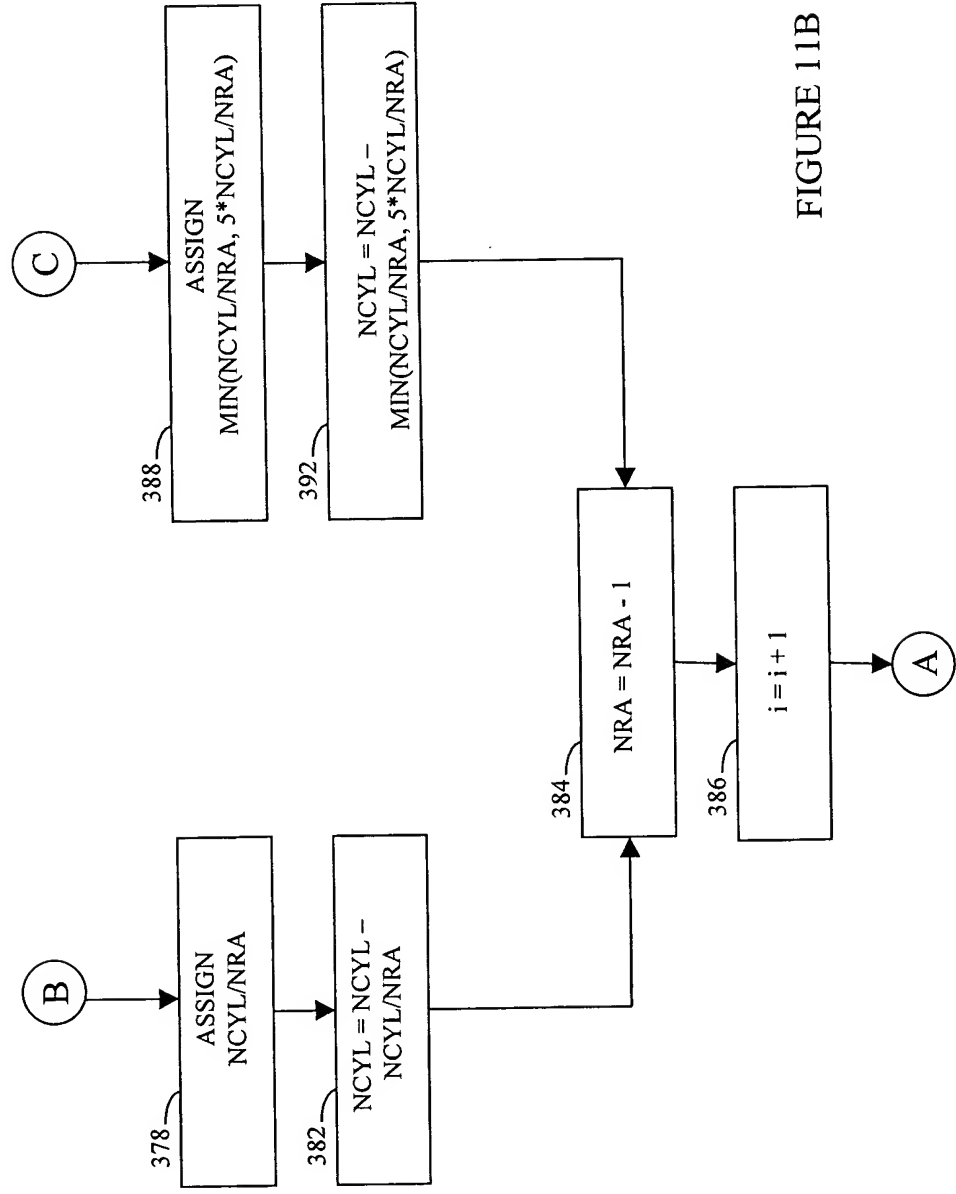 B
378
ASSIGN
NCYL/NRA
382
NCYL = NCYL –
NCYL/NRA
C
388
ASSIGN
MIN(NCYL/NRA, 5*NCYL/NRA)
392
NCYL = NCYL –
MIN(NCYL/NRA, 5*NCYL/NRA)
384
NRA = NRA - 1
386
i = i + 1
A
FIGURE 11B